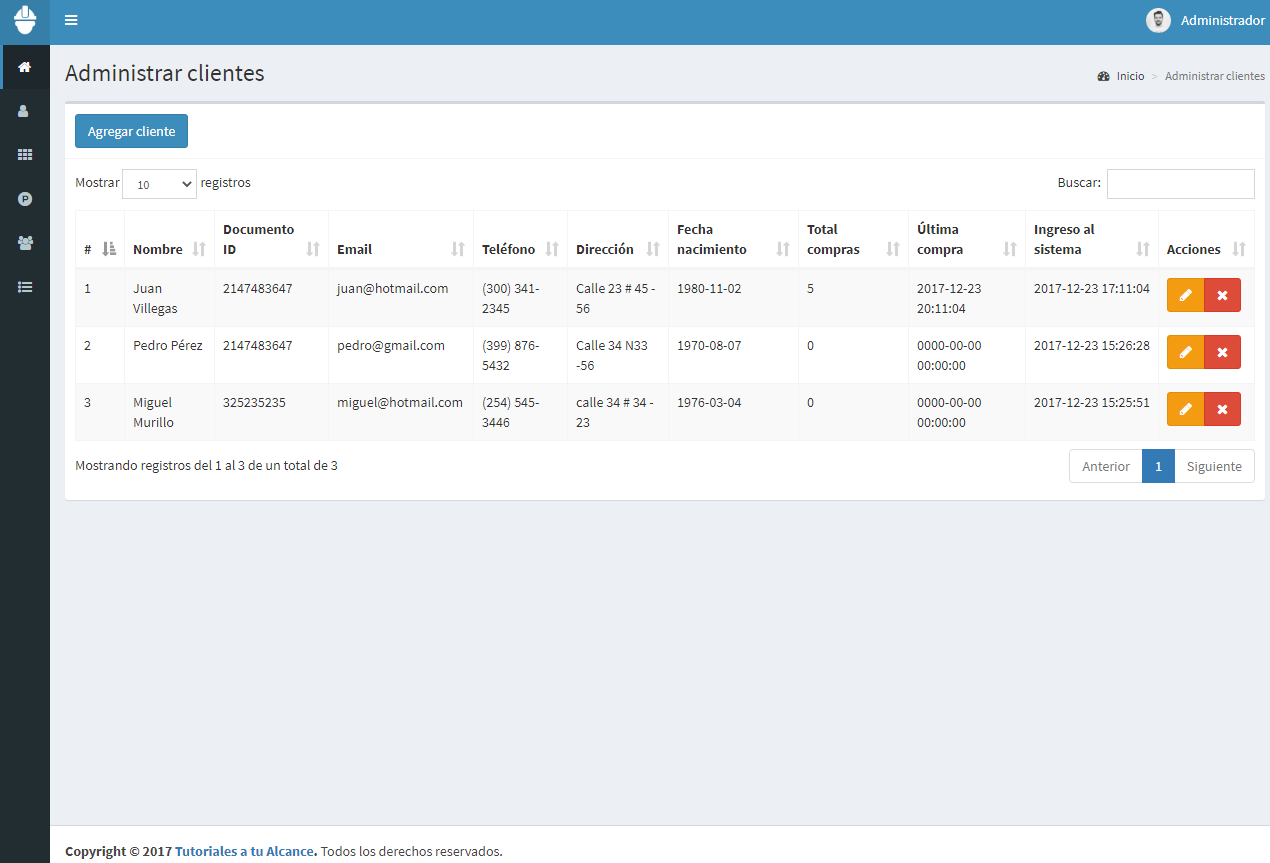 Administrador
Administrar clientes
Inicio > Administrar clientes
Agregar cliente
Mostrar 10 registros
Buscar:
# Nombre Documento ID Email Teléfono Dirección Fecha nacimiento Total compras Última compra Ingreso al sistema Acciones
1 Juan Villegas 2147483647 juan@hotmail.com (300) 341-2345 Calle 23 # 45 -56 1980-11-02 5 2017-12-23 20:11:04 2017-12-23 17:11:04
2 Pedro Pérez 2147483647 pedro@gmail.com (399) 876-5432 Calle 34 N33 -56 1970-08-07 0 0000-00-00 00:00:00 2017-12-23 15:26:28
3 Miguel Murillo 325235235 miguel@hotmail.com (254) 545-3446 calle 34 # 34 -23 1976-03-04 0 0000-00-00 00:00:00 2017-12-23 15:25:51
Mostrando registros del 1 al 3 de un total de 3
Anterior 1 Siguiente
Copyright © 2017 Tutoriales a tu Alcance. Todos los derechos reservados.